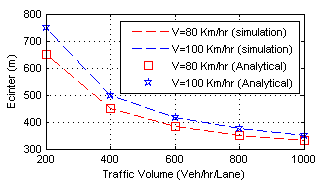 800
700
600
500
400
300
Ecinter (m)
V=80 Km/hr (simulation)
V=100 Km/hr (simulation)
V=80 Km/hr (Analytical)
V=100 Km/hr (Analytical)
200 400 600 800 1000
Traffic Volume (Veh/hr/Lane)